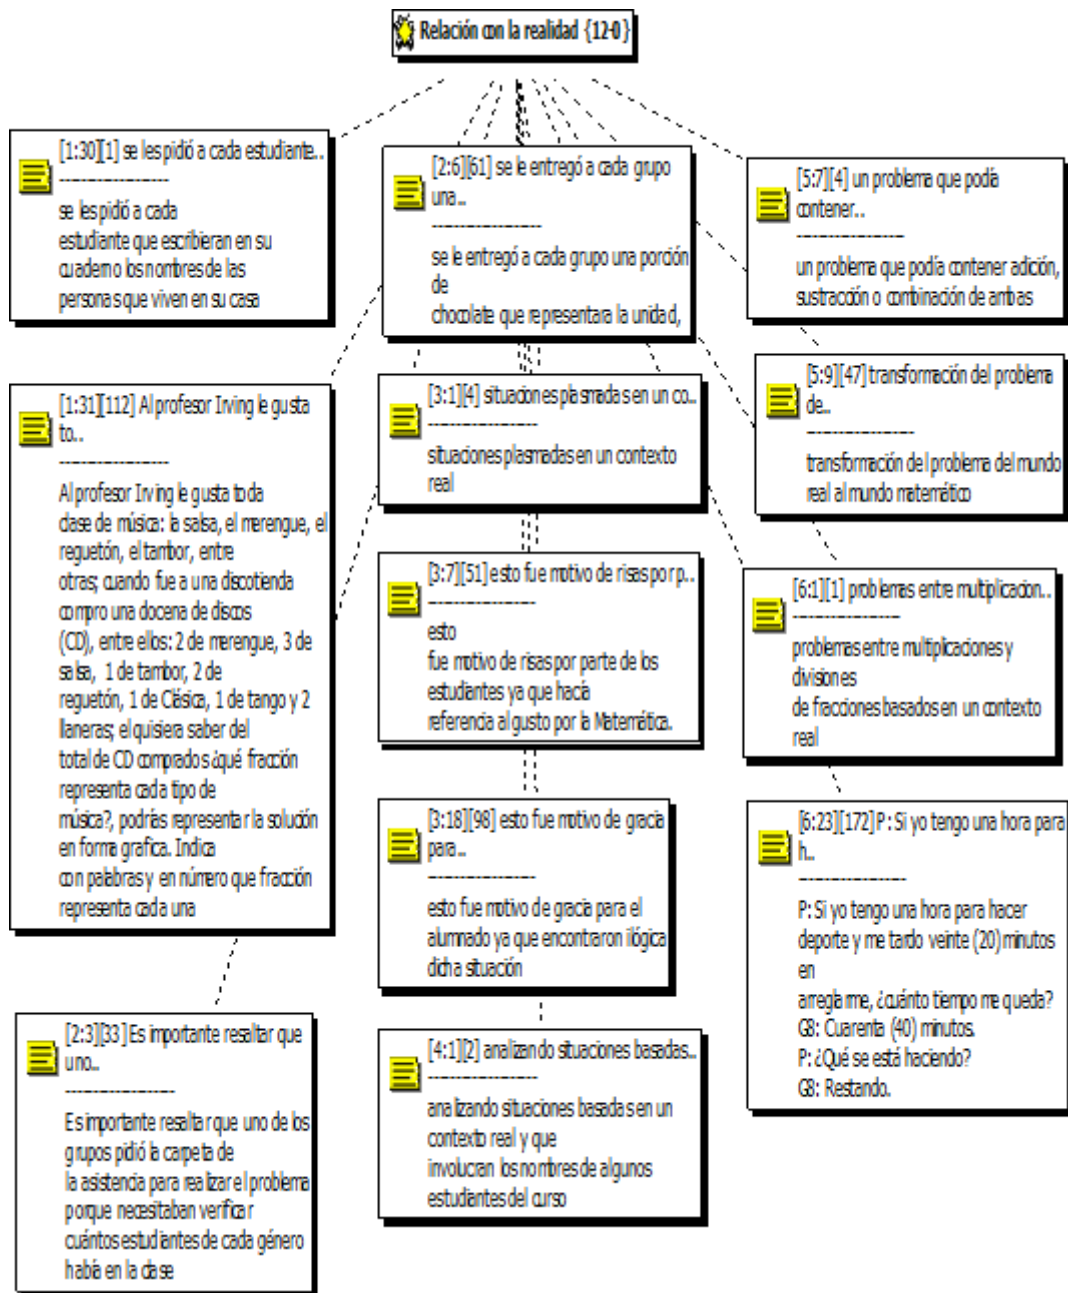 Relación con la realidad {12-0}
[1:30][1] se les pidió a cada estudiante..
--------------------
se les pidió a cada
estudiante que escribieran en su
cuaderno los nombres de las
personas que viven en su casa
[1:31][112] Al profesor Irving le gusta
to..
--------------------
Al profesor Irving le gusta toda
clase de música: la salsa, el merengue, el
reguetón, el tambor, entre
otras; cuando fue a una discotienda
compro una docena de discos
(CD), entre ellos: 2 de merengue, 3 de
salsa, 1 de tambor, 2 de
reguetón, 1 de Clásica, 1 de tango y 2
llaneras; el quisiera saber del
total de CD comprados ¿qué fracción
representa cada tipo de
música?, podrías representar la solución
en forma grafica. Indica
con palabras y en número que fracción
representa cada una
[2:3][33] Es importante resaltar que
uno..
--------------------
Es importante resaltar que uno de los
grupos pidió la carpeta de
la asistencia para realizar el problema
porque necesitaban verificar
cuántos estudiantes de cada género
había en la clase
[2:6][61] se le entregó a cada grupo
una..
--------------------
se le entregó a cada grupo una porción
de
chocolate que representara la unidad,
[3:1][4] situaciones plasmadas en un co..
--------------------
situaciones plasmadas en un contexto
real
[3:7][51] esto fue motivo de risas por p..
--------------------
esto
fue motivo de risas por parte de los
estudiantes ya que hacía
referencia al gusto por la Matemática.
[3:18][98] esto fue motivo de gracia
para..
--------------------
esto fue motivo de gracia para el
alumnado ya que encontraron ilógica
dicha situación
[4:1][2] analizando situaciones basadas..
--------------------
analizando situaciones basadas en un
contexto real y que
involucran los nombres de algunos
estudiantes del curso
[5:7][4] un problema que podía
contener..
--------------------
un problema que podía contener adición,
sustracción o combinación de ambas
[5:9][47] transformación del problema
de..
--------------------
transformación del problema del mundo
real al mundo matemático
[6:1][1] problemas entre multiplicacion..
--------------------
problemas entre multiplicaciones y
divisiones
de fracciones basados en un contexto
real
[6:23][172] P: Si yo tengo una hora para
h..
--------------------
P: Si yo tengo una hora para hacer
deporte y me tardo veinte (20) minutos
en
arreglarme, ¿cuánto tiempo me queda?
G8: Cuarenta (40) minutos.
P: ¿Qué se está haciendo?
G8: Restando.